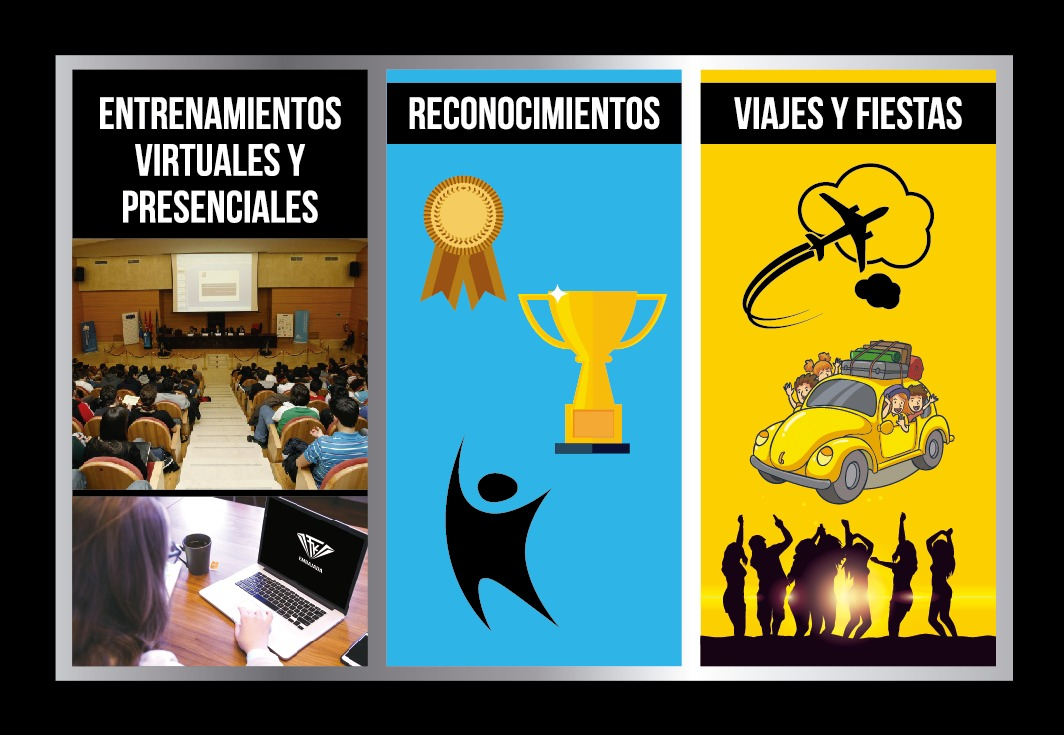 ENTRENAMIENTOS
VIRTUALES Y
PRESENCIALES
RECONOCIMIENTOS
VIAJES Y FIESTAS